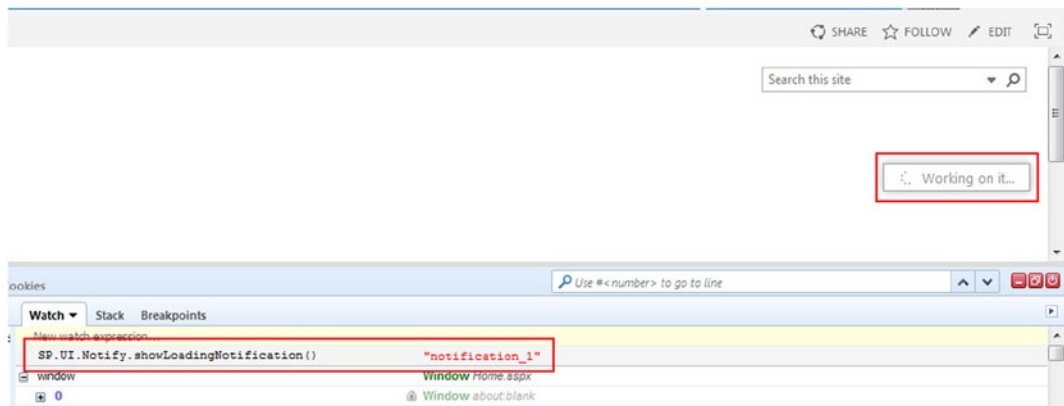 SHARE FOLLOW EDIT
Search this site
Working on it...
ookies
Use #<number> to go to line
Watch Stack Breakpoints
New watch expression...
SP.UI.Notify.showLoadingNotification() "notification_1"
window Window Home.aspx
0 Window about:blank